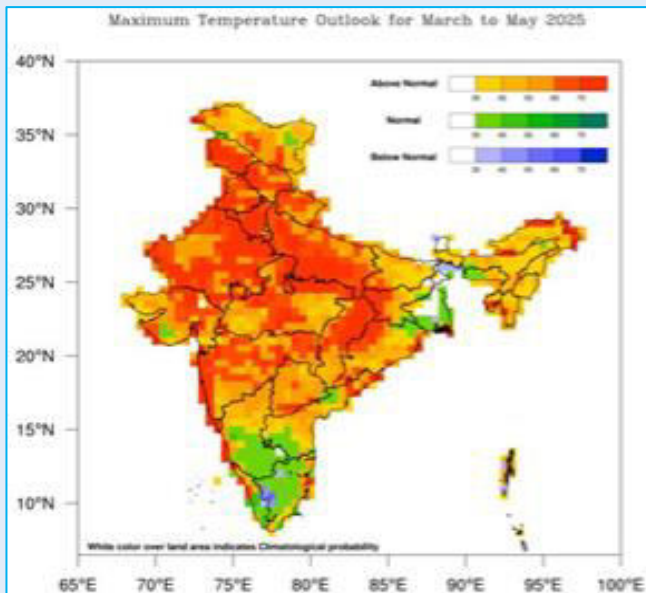 Maximum Temperature Outlook for March to May 2025
40°N
35°N
30°N
25°N
20°N
15°N
10°N
Above Normal
Normal
Below Normal
White color over land area indicates Climatological probability
65°E 70°E 75°E 80°E 85°E 90°E 95°E 100°E